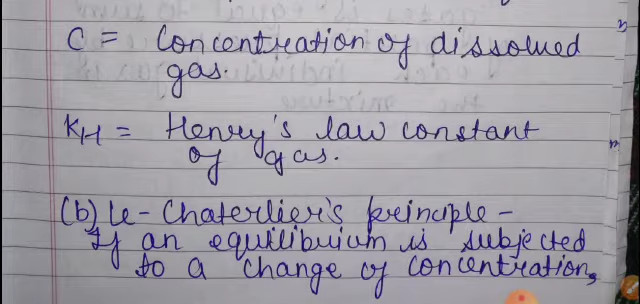 C = Concentration of dissolved
gas.
KH = Henry's law constant
of gas.
(b) Le-Chaterlier's principle -
If an equilibrium is subjected
to a change of concentration,